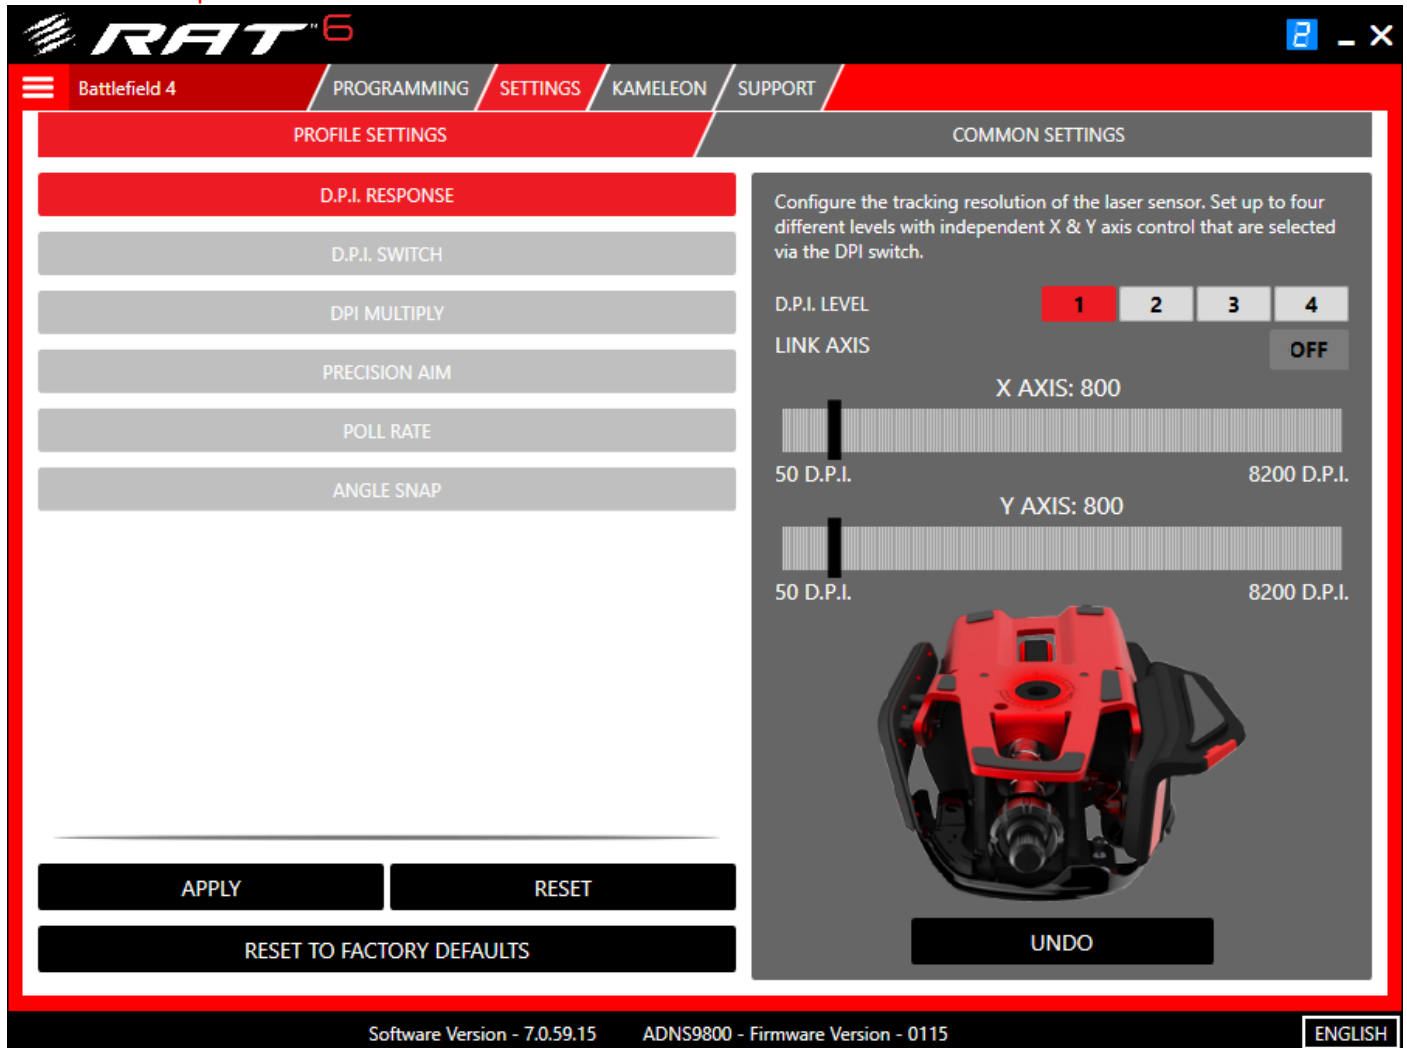 RAT™6
2
Battlefield 4
PROGRAMMING
SETTINGS
KAMELEON
SUPPORT
PROFILE SETTINGS
COMMON SETTINGS
D.P.I. RESPONSE
D.P.I. SWITCH
DPI MULTIPLY
PRECISION AIM
POLL RATE
ANGLE SNAP
APPLY
RESET
RESET TO FACTORY DEFAULTS
Configure the tracking resolution of the laser sensor. Set up to four
different levels with independent X & Y axis control that are selected
via the DPI switch.
D.P.I. LEVEL
1
2
3
4
LINK AXIS
OFF
X AXIS: 800
50 D.P.I.
8200 D.P.I.
Y AXIS: 800
50 D.P.I.
8200 D.P.I.
UNDO
Software Version - 7.0.59.15
ADNS9800 - Firmware Version - 0115
ENGLISH